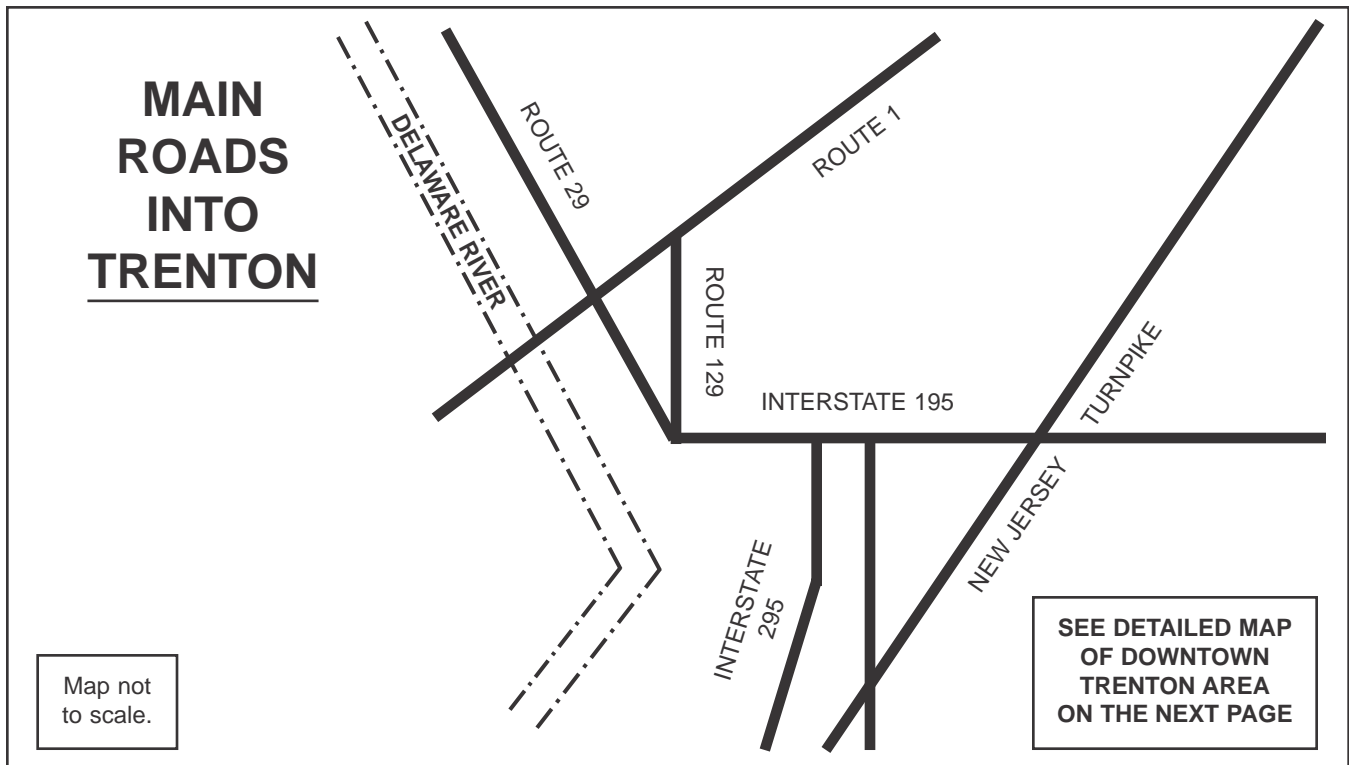 MAIN
ROADS
INTO
TRENTON
DELAWARE RIVER
ROUTE 29
ROUTE 1
ROUTE 129
INTERSTATE 195
NEW JERSEY TURNPIKE
INTERSTATE
295
Map not
to scale.
SEE DETAILED MAP
OF DOWNTOWN
TRENTON AREA
ON THE NEXT PAGE